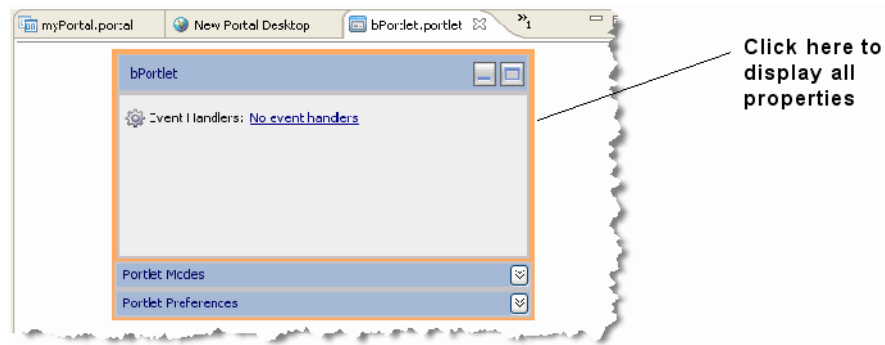 myPortal.portal
New Portal Desktop
bPortlet.portlet
»1
Click here to
display all
properties
bPortlet
Event Handlers: No event handlers
Portlet Modes
Portlet Preferences